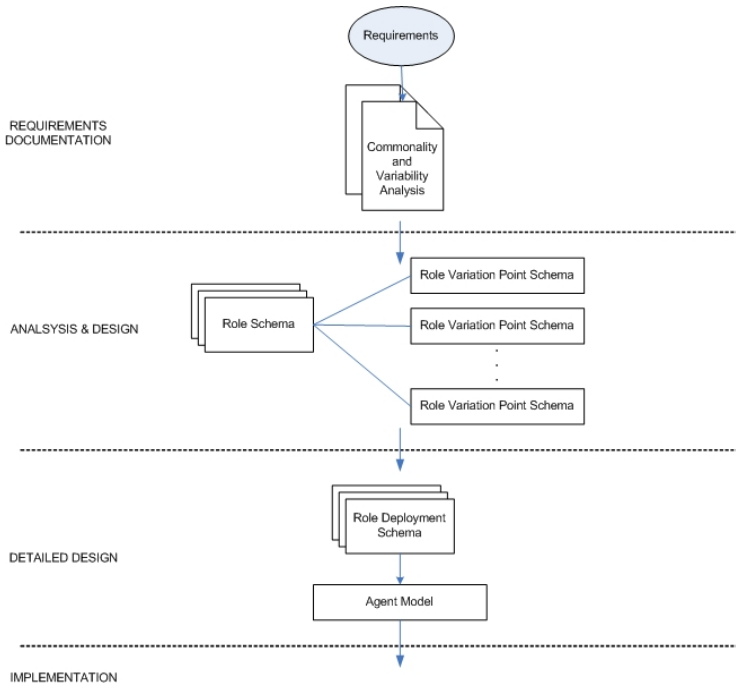 Requirements
REQUIREMENTS
DOCUMENTATION
Commonality
and
Variability
Analysis
Role Variation Point Schema
ANALSYSIS & DESIGN
Role Schema
Role Variation Point Schema
Role Variation Point Schema
Role Deployment
Schema
DETAILED DESIGN
Agent Model
IMPLEMENTATION